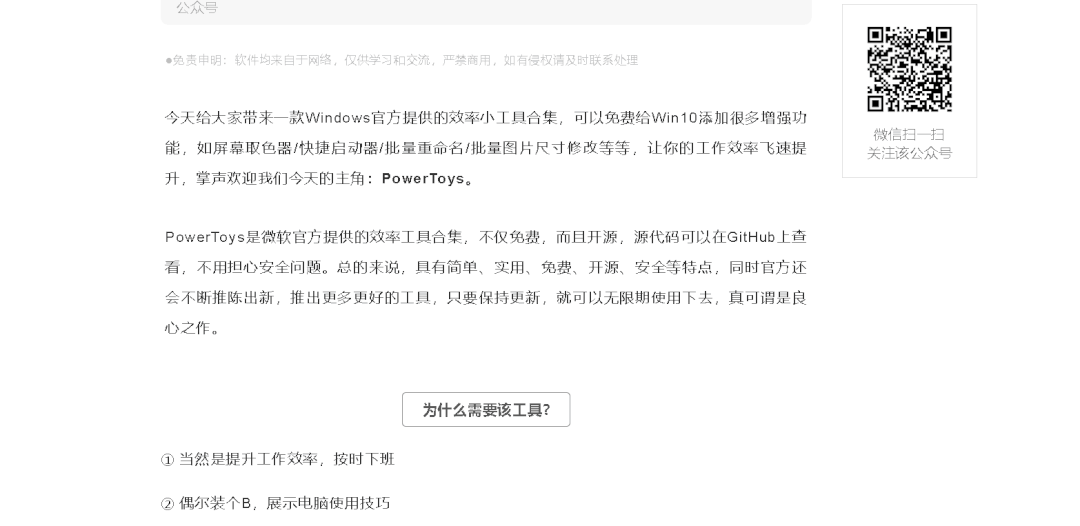 公众号
●免责申明：软件均来自于网络，仅供学习和交流，严禁商用，如有侵权请及时联系处理
今天给大家带来一款Windows官方提供的效率小工具合集，可以免费给Win10添加很多增强功
能，如屏幕取色器/快捷启动器/批量重命名/批量图片尺寸修改等等，让你的工作效率飞速提
升，掌声欢迎我们今天的主角：PowerToys。
PowerToys是微软官方提供的效率工具合集，不仅免费，而且开源，源代码可以在GitHub上查
看，不用担心安全问题。总的来说，具有简单、实用、免费、开源、安全等特点，同时官方还
会不断推陈出新，推出更多更好的工具，只要保持更新，就可以无限期使用下去，真可谓是良
心之作。
为什么需要该工具?
① 当然是提升工作效率，按时下班
② 偶尔装个B，展示电脑使用技巧
微信扫一扫
关注该公众号